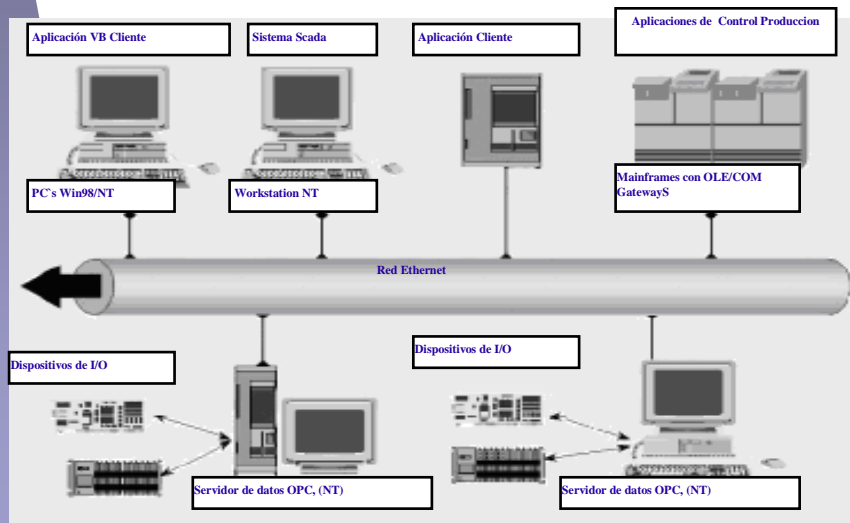 Aplicación VB Cliente
Sistema Scada
Aplicación Cliente
Aplicaciones de Control Produccion
PC`s Win98/NT
Workstation NT
Mainframes con OLE/COM
GatewayS
Red Ethernet
Dispositivos de I/O
Dispositivos de I/O
Servidor de datos OPC, (NT)
Servidor de datos OPC, (NT)